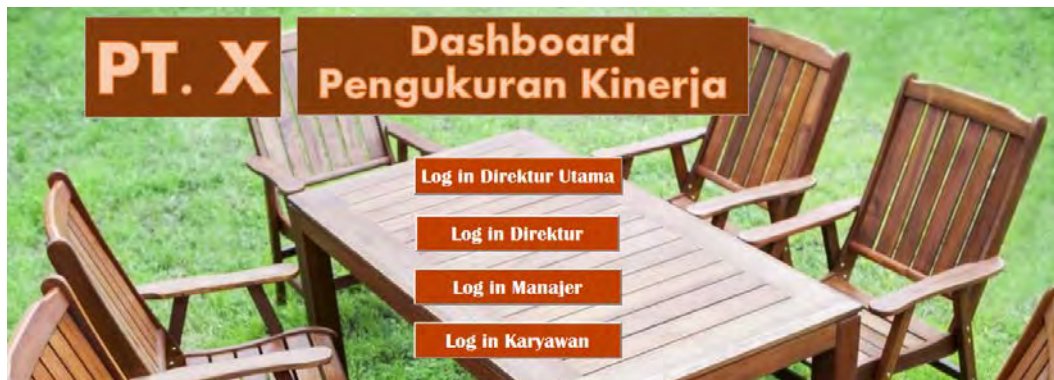 PT. X
Dashboard
Pengukuran Kinerja
Log in Direktur Utama
Log in Direktur
Log in Manajer
Log in Karyawan